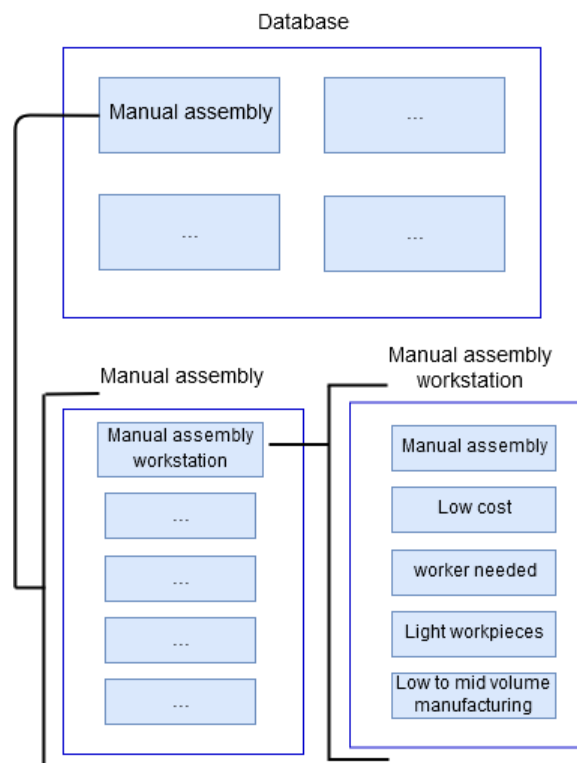 Database
Manual assembly
...
...
...
Manual assembly
Manual assembly
workstation
...
...
...
...
Manual assembly
workstation
Manual assembly
Low cost
worker needed
Light workpieces
Low to mid volume
manufacturing